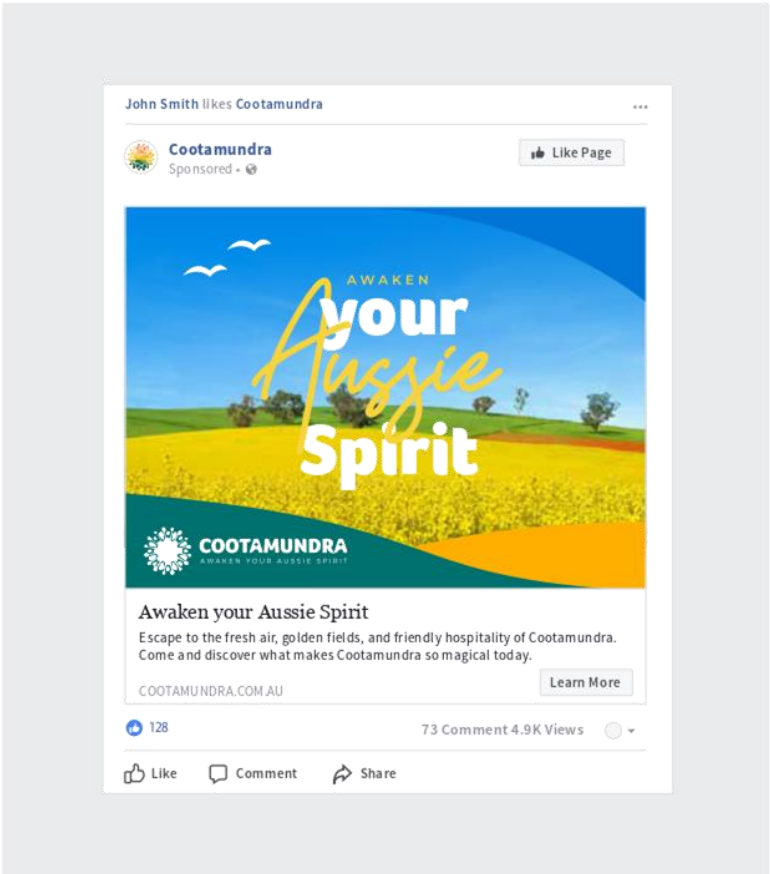 John Smith likes Cootamundra
Cootamundra
Sponsored •
Like Page
AWAKEN
your
Aussie
Spirit
COOTAMUNDRA
AWAKEN YOUR AUSSIE SPIRIT
Awaken your Aussie Spirit
Escape to the fresh air, golden fields, and friendly hospitality of Cootamundra.
Come and discover what makes Cootamundra so magical today.
Learn More
COOTAMUNDRA.COM.AU
128
73 Comment 4.9K Views
Like Comment Share